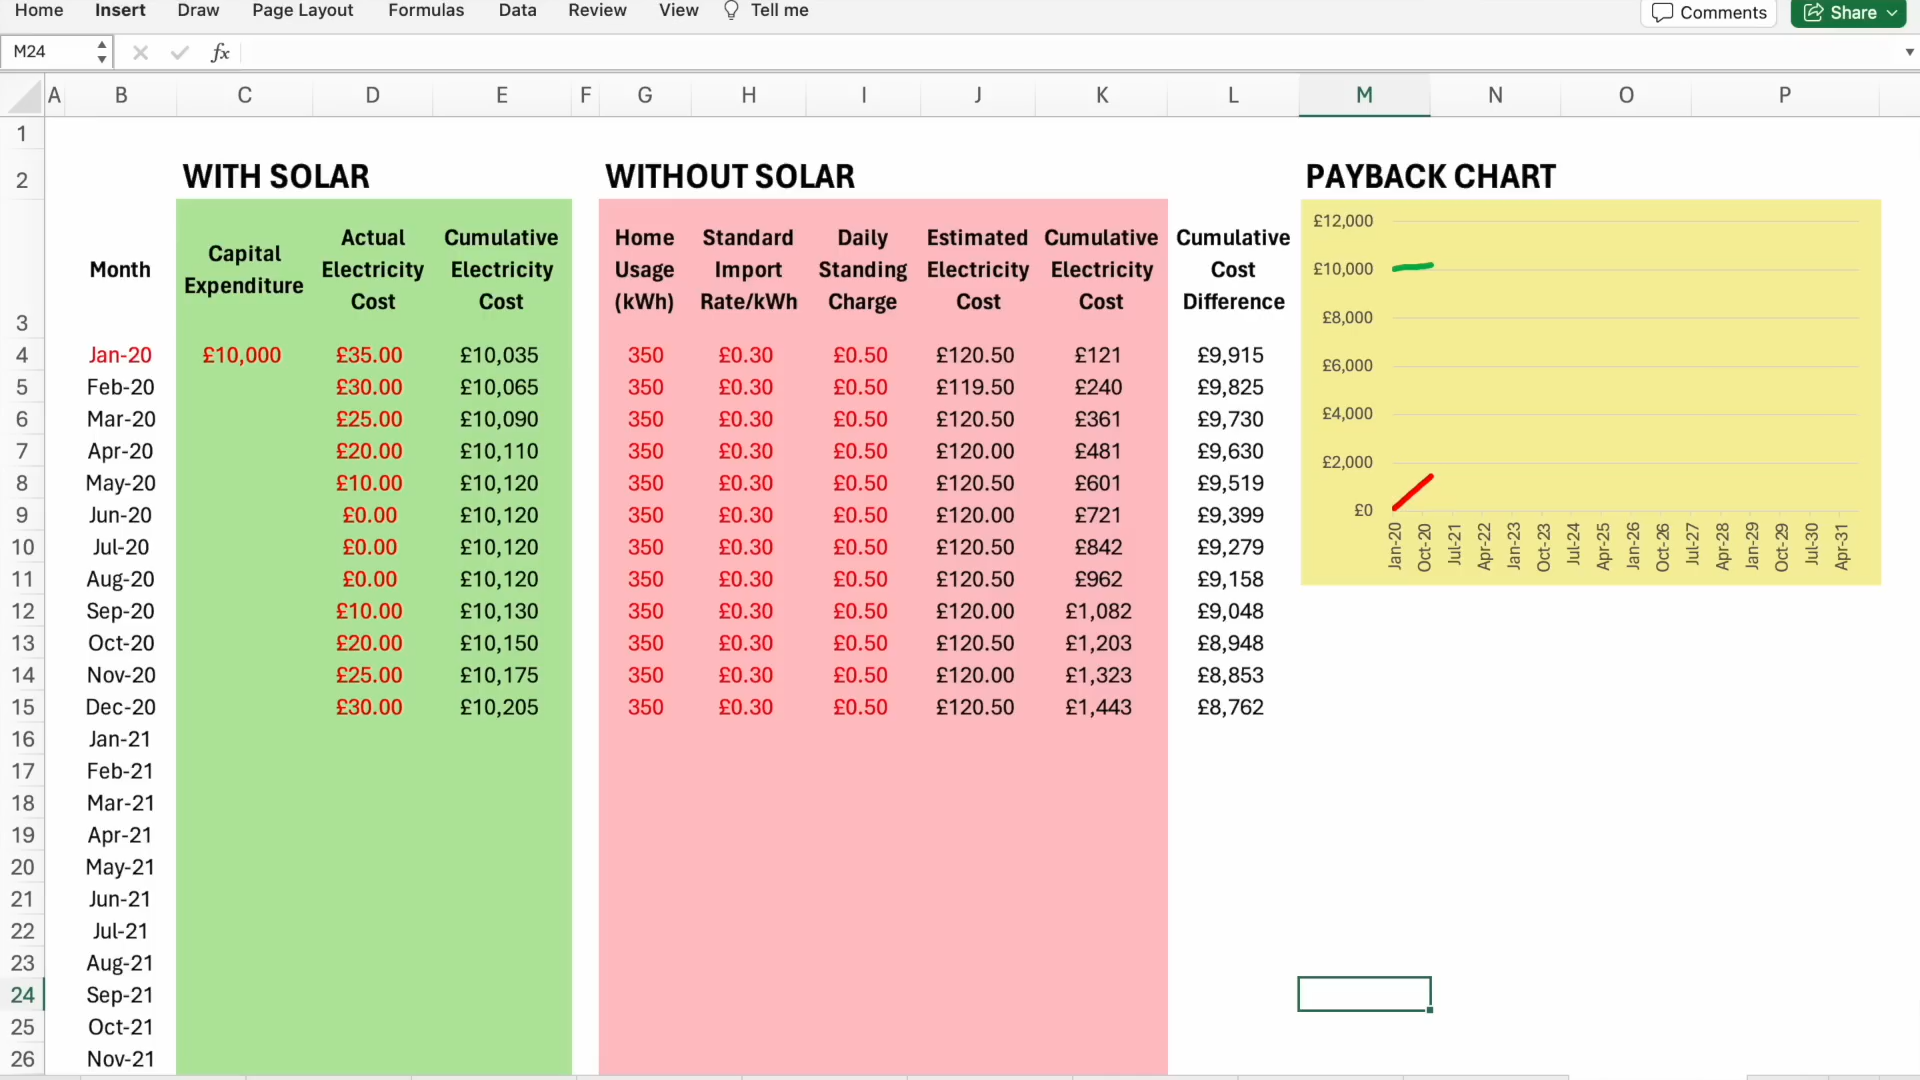 Home Insert Draw Page Layout Formulas Data Review View Tell me Comments Share
M24 fx
A B C D E F G H I J K L M N O P
1
2 WITH SOLAR WITHOUT SOLAR PAYBACK CHART
3 Month Capital Expenditure Actual Electricity Cost Cumulative Electricity Cost Home Usage (kWh) Standard Import Rate/kWh Daily Standing Charge Estimated Electricity Cost Cumulative Electricity Cost Cumulative Cost Difference
4 Jan-20 £10,000 £35.00 £10,035 350 £0.30 £0.50 £120.50 £121 £9,915
5 Feb-20 £30.00 £10,065 350 £0.30 £0.50 £119.50 £240 £9,825
6 Mar-20 £25.00 £10,090 350 £0.30 £0.50 £120.50 £361 £9,730
7 Apr-20 £20.00 £10,110 350 £0.30 £0.50 £120.00 £481 £9,630
8 May-20 £10.00 £10,120 350 £0.30 £0.50 £120.50 £601 £9,519
9 Jun-20 £0.00 £10,120 350 £0.30 £0.50 £120.00 £721 £9,399
10 Jul-20 £0.00 £10,120 350 £0.30 £0.50 £120.50 £842 £9,279
11 Aug-20 £0.00 £10,120 350 £0.30 £0.50 £120.50 £962 £9,158
12 Sep-20 £10.00 £10,130 350 £0.30 £0.50 £120.00 £1,082 £9,048
13 Oct-20 £20.00 £10,150 350 £0.30 £0.50 £120.50 £1,203 £8,948
14 Nov-20 £25.00 £10,175 350 £0.30 £0.50 £120.00 £1,323 £8,853
15 Dec-20 £30.00 £10,205 350 £0.30 £0.50 £120.50 £1,443 £8,762
16 Jan-21
17 Feb-21
18 Mar-21
19 Apr-21
20 May-21
21 Jun-21
22 Jul-21
23 Aug-21
24 Sep-21
25 Oct-21
26 Nov-21
£12,000
£10,000
£8,000
£6,000
£4,000
£2,000
£0
Jan-20 Oct-20 Jul-21 Apr-22 Jan-23 Oct-23 Jul-24 Apr-25 Jan-26 Oct-26 Jul-27 Apr-28 Jan-29 Oct-29 Jul-30 Apr-31